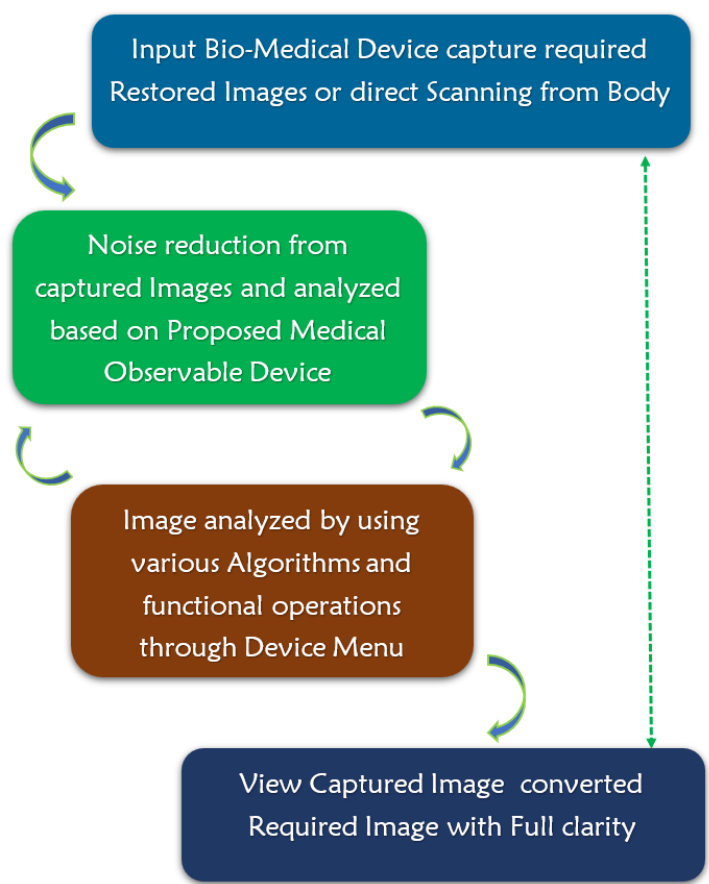 Input Bio-Medical Device capture required
Restored Images or direct Scanning from Body
Noise reduction from
captured Images and analyzed
based on Proposed Medical
Observable Device
Image analyzed by using
various Algorithms and
functional operations
through Device Menu
View Captured Image converted
Required Image with Full clarity